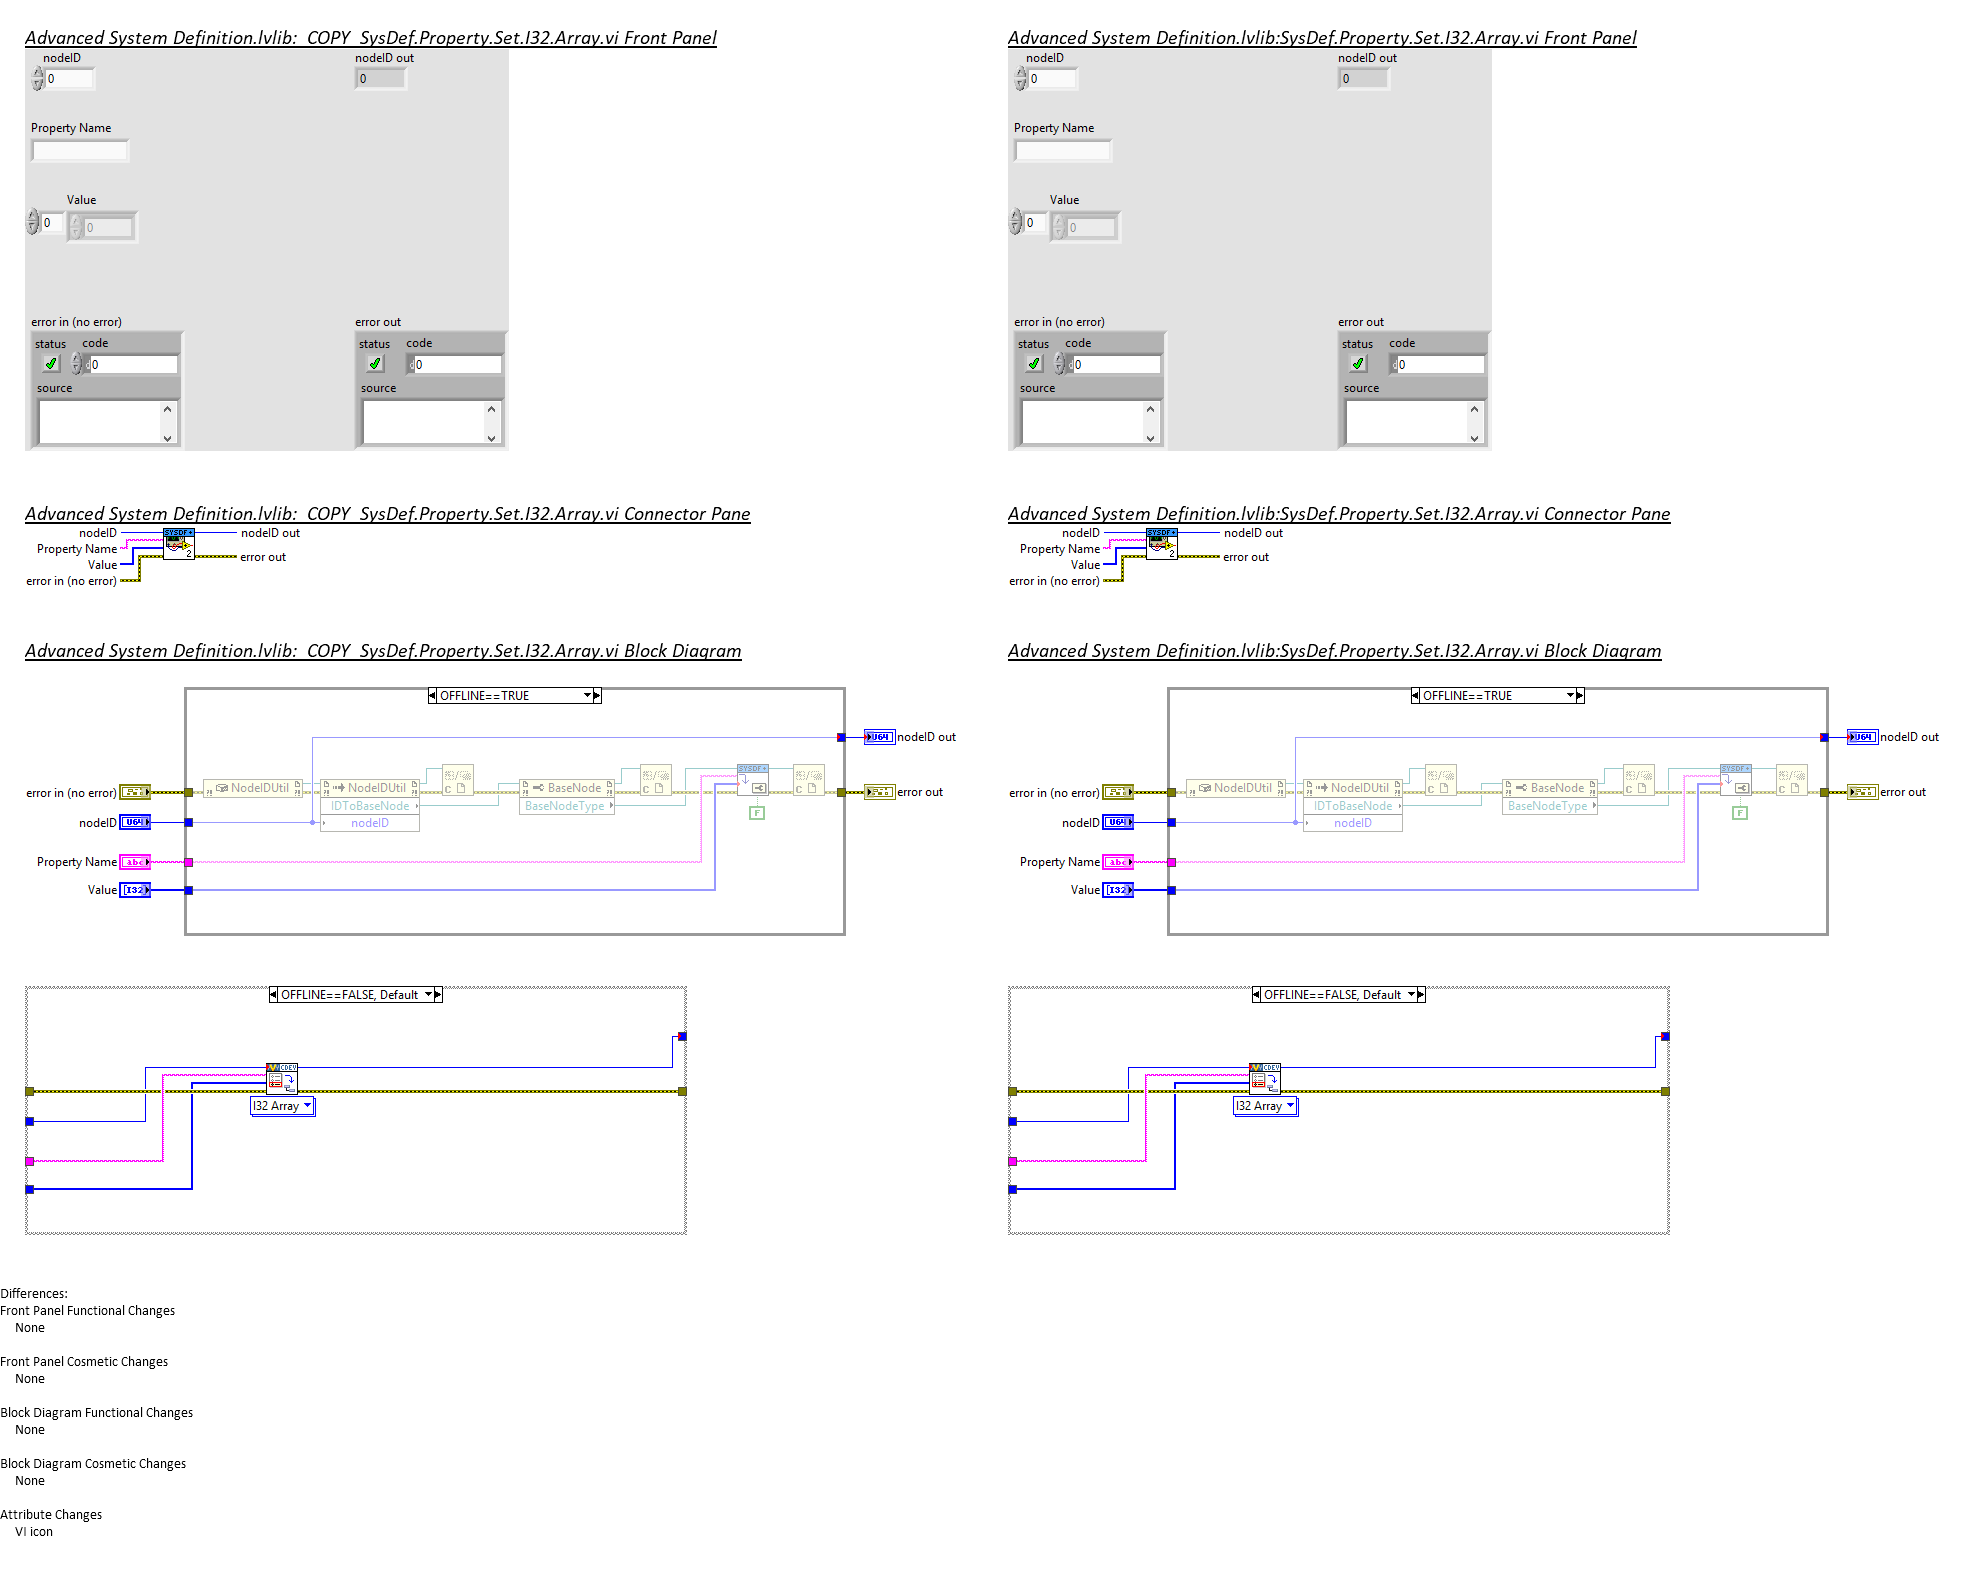 Advanced System Definition.lvlib:_COPY_SysDef.Property.Set.I32.Array.vi Front Panel
nodeID
nodeID out
0
0
Property Name
Value
0
0
error in (no error)
error out
status
code
status
code
0
0
source
source
Advanced System Definition.lvlib:SysDef.Property.Set.I32.Array.vi Front Panel
nodeID
nodeID out
0
0
Property Name
Value
0
0
error in (no error)
error out
status
code
status
code
0
0
source
source
Advanced System Definition.lvlib:_COPY_SysDef.Property.Set.I32.Array.vi Connector Pane
nodeID
SYSDF+
nodeID out
Property Name
2
Value
error out
error in (no error)
Advanced System Definition.lvlib:SysDef.Property.Set.I32.Array.vi Connector Pane
nodeID
SYSDF+
nodeID out
Property Name
2
Value
error out
error in (no error)
Advanced System Definition.lvlib:_COPY_SysDef.Property.Set.I32.Array.vi Block Diagram
OFFLINE==TRUE
U64
nodeID out
SYSDF+
NodeIDUtil
NodeIDUtil
C
BaseNode
C
C
error in (no error)
error out
IDToBaseNode
BaseNodeType
F
nodeID
U64
nodeID
Property Name
abc
Value
[I32]
OFFLINE==FALSE, Default
CDEV
I32 Array
Advanced System Definition.lvlib:SysDef.Property.Set.I32.Array.vi Block Diagram
OFFLINE==TRUE
U64
nodeID out
SYSDF+
NodeIDUtil
NodeIDUtil
C
BaseNode
C
C
error in (no error)
error out
IDToBaseNode
BaseNodeType
F
nodeID
U64
nodeID
Property Name
abc
Value
[I32]
OFFLINE==FALSE, Default
CDEV
I32 Array
Differences:
Front Panel Functional Changes
None
Front Panel Cosmetic Changes
None
Block Diagram Functional Changes
None
Block Diagram Cosmetic Changes
None
Attribute Changes
VI icon